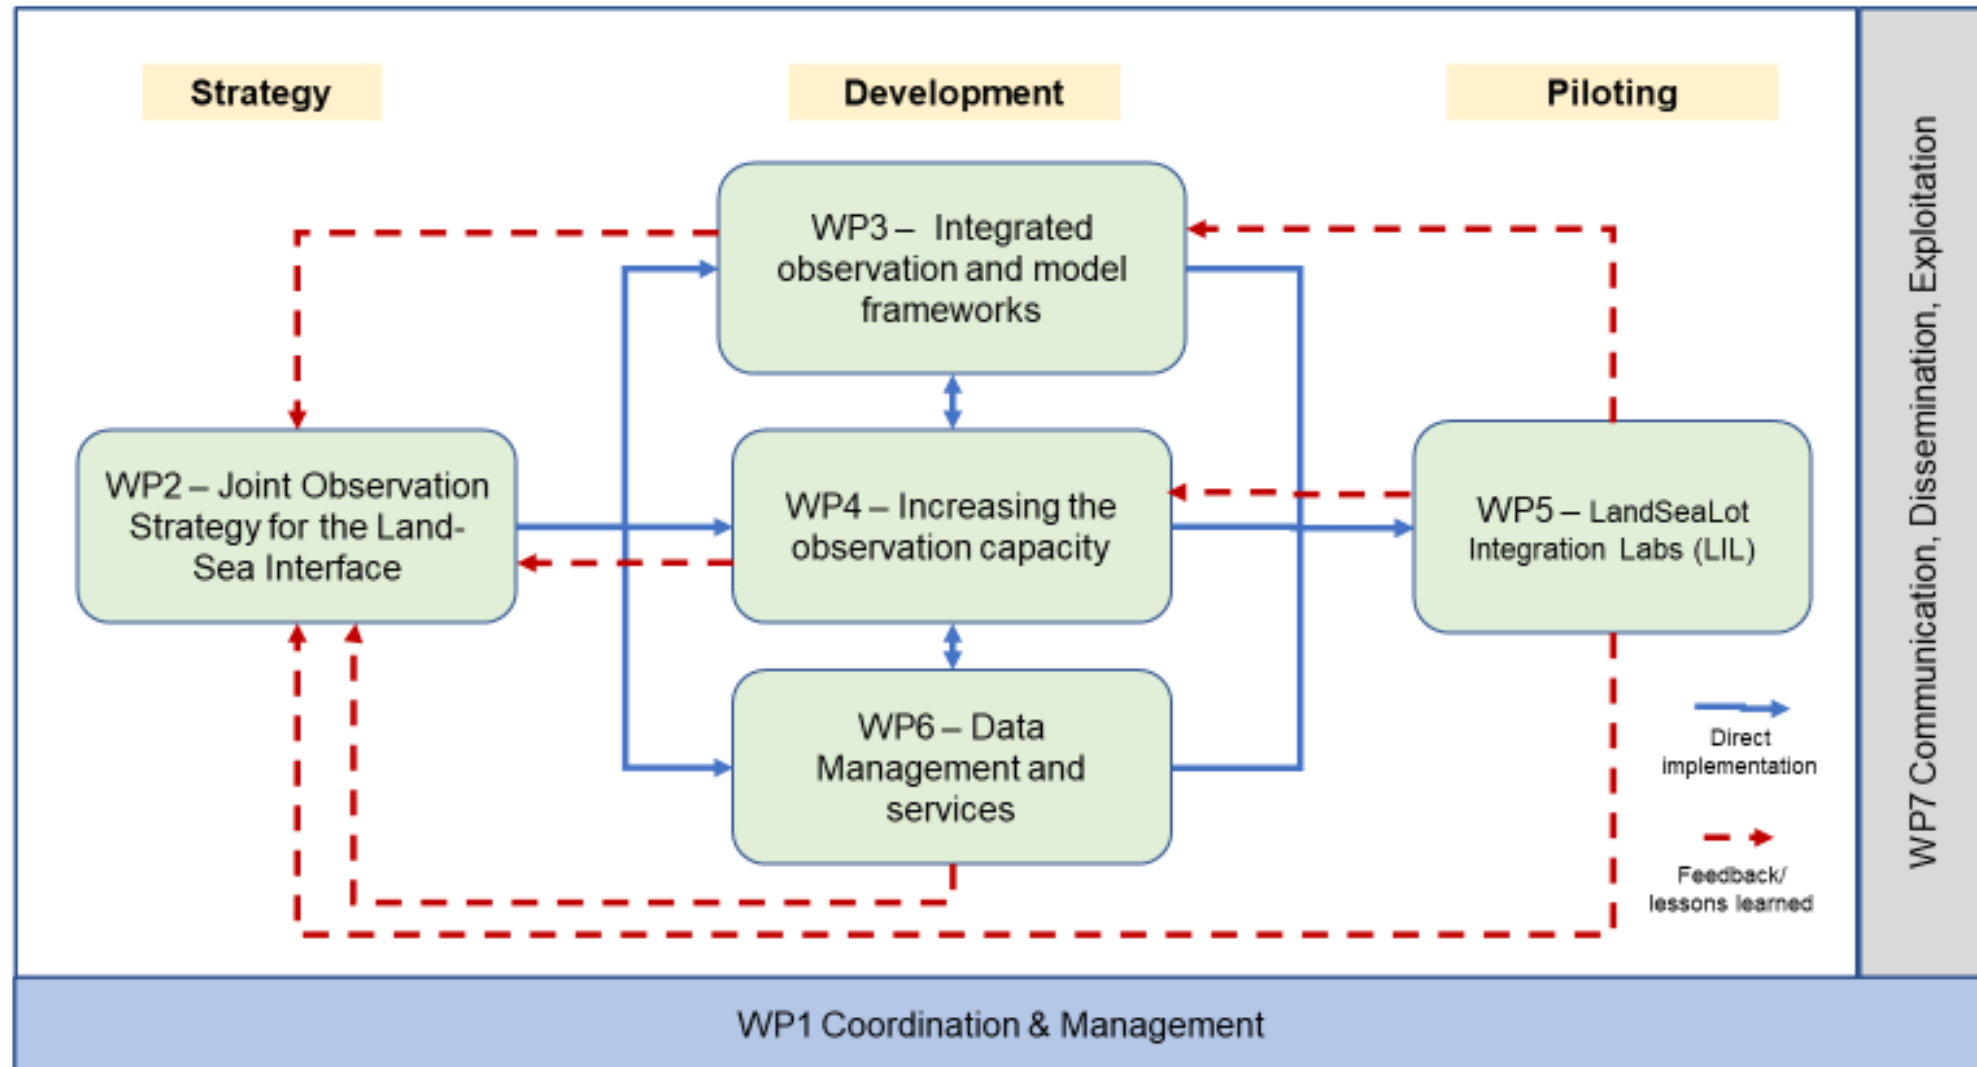 Strategy
Development
Piloting
WP3 – Integrated
observation and model
frameworks
WP2 – Joint Observation
Strategy for the Land-
Sea Interface
WP4 – Increasing the
observation capacity
WP5 – LandSeaLot
Integration Labs (LIL)
WP6 – Data
Management and
services
Direct
implementation
Feedback/
lessons learned
WP7 Communication, Dissemination, Exploitation
WP1 Coordination & Management